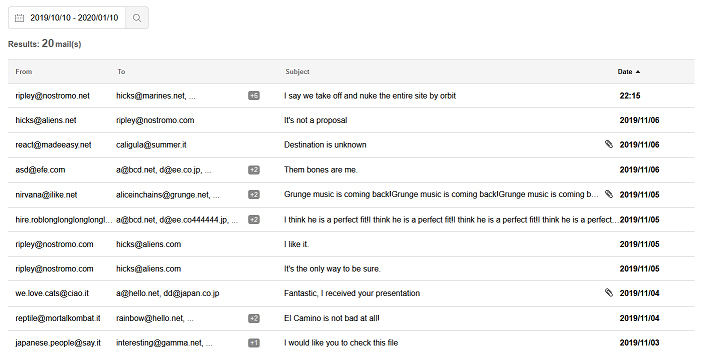 2019/10/10 - 2020/01/10
Results: 20 mail(s)
From To Subject Date
ripley@nostromo.net hicks@marines.net, ... +6 I say we take off and nuke the entire site by orbit 22:15
hicks@aliens.net ripley@nostromo.com It's not a proposal 2019/11/06
react@madeeasy.net caligula@summer.it Destination is unknown 2019/11/06
asd@efe.com a@bcd.net, d@ee.co.jp, ... +2 Them bones are me. 2019/11/06
nirvana@ilike.net aliceinchains@grunge.net, ... +2 Grunge music is coming back!Grunge music is coming back!Grunge music is coming b... 2019/11/05
hire.roblonglonglonglongl... a@bcd.net, d@ee.co444444.jp, ... +2 I think he is a perfect fit!I think he is a perfect fit!I think he is a perfect fit!I think he is a perfect... 2019/11/05
ripley@nostromo.com hicks@aliens.com I like it. 2019/11/05
ripley@nostromo.com hicks@aliens.com It's the only way to be sure. 2019/11/05
we.love.cats@ciao.it a@hello.net, dd@japan.co.jp Fantastic, I received your presentation 2019/11/04
reptile@mortalkombat.it rainbow@hello.net, ... +2 El Camino is not bad at all! 2019/11/04
japanese.people@say.it interesting@gamma.net, ... +1 I would like you to check this file 2019/11/03